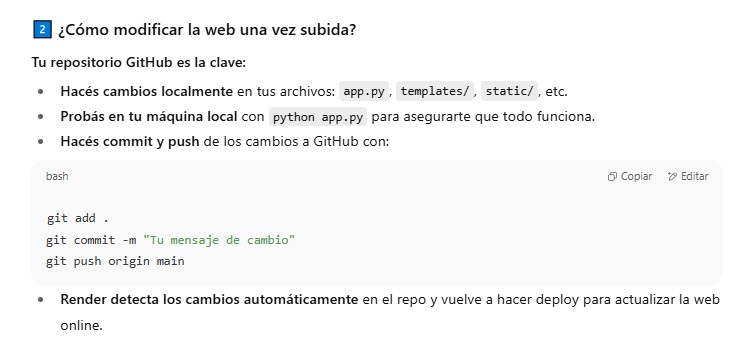 2 ¿Cómo modificar la web una vez subida?
Tu repositorio GitHub es la clave:
• Hacés cambios localmente en tus archivos: app.py, templates/, static/, etc.
• Probás en tu máquina local con python app.py para asegurarte que todo funciona.
• Hacés commit y push de los cambios a GitHub con:
bash Copiar Editar
git add .
git commit -m "Tu mensaje de cambio"
git push origin main
• Render detecta los cambios automáticamente en el repo y vuelve a hacer deploy para actualizar la web
online.